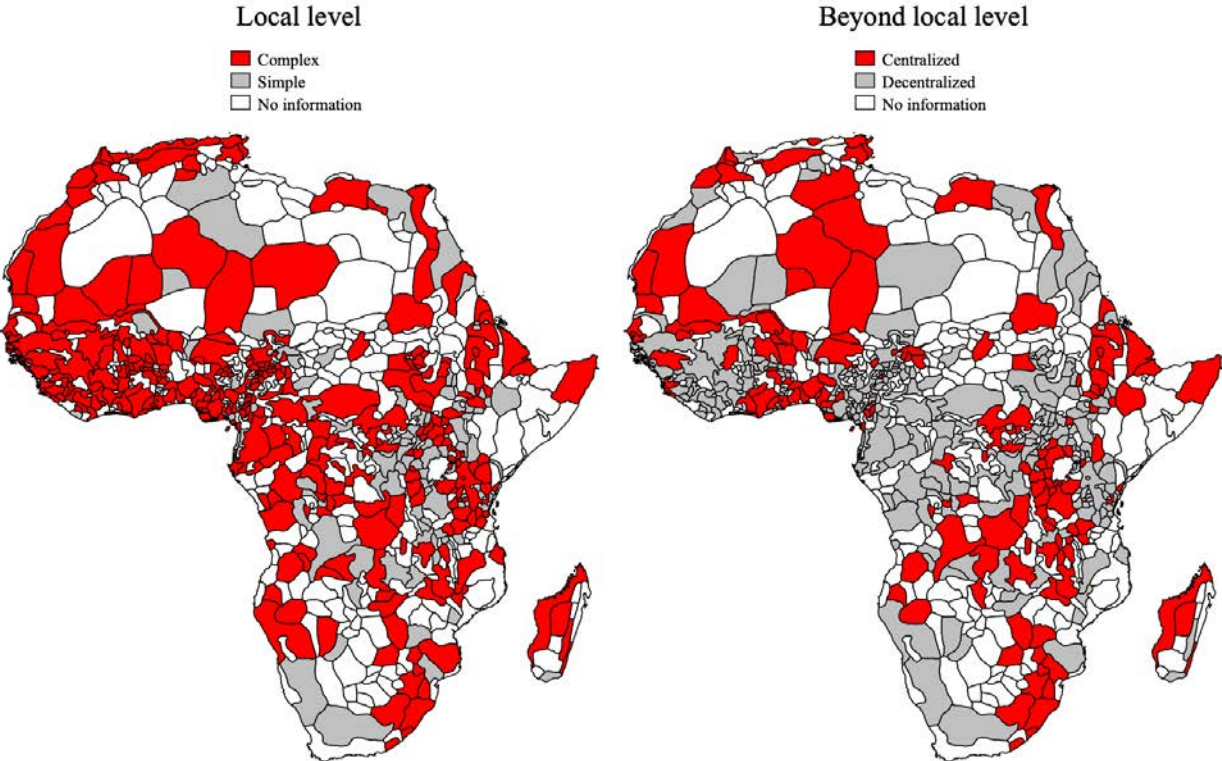 Local level
Complex
Simple
No information
Beyond local level
Centralized
Decentralized
No information